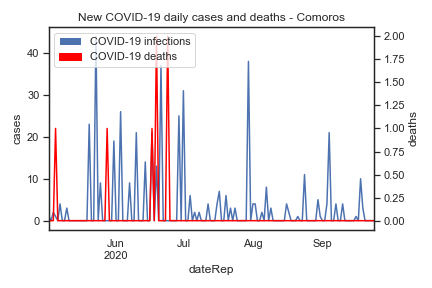 New COVID-19 daily cases and deaths - Comoros
COVID-19 infections
COVID-19 deaths
cases
40
30
20
10
0
deaths
2.00
1.75
1.50
1.25
1.00
0.75
0.50
0.25
0.00
Jun
2020
Jul
Aug
Sep
dateRep